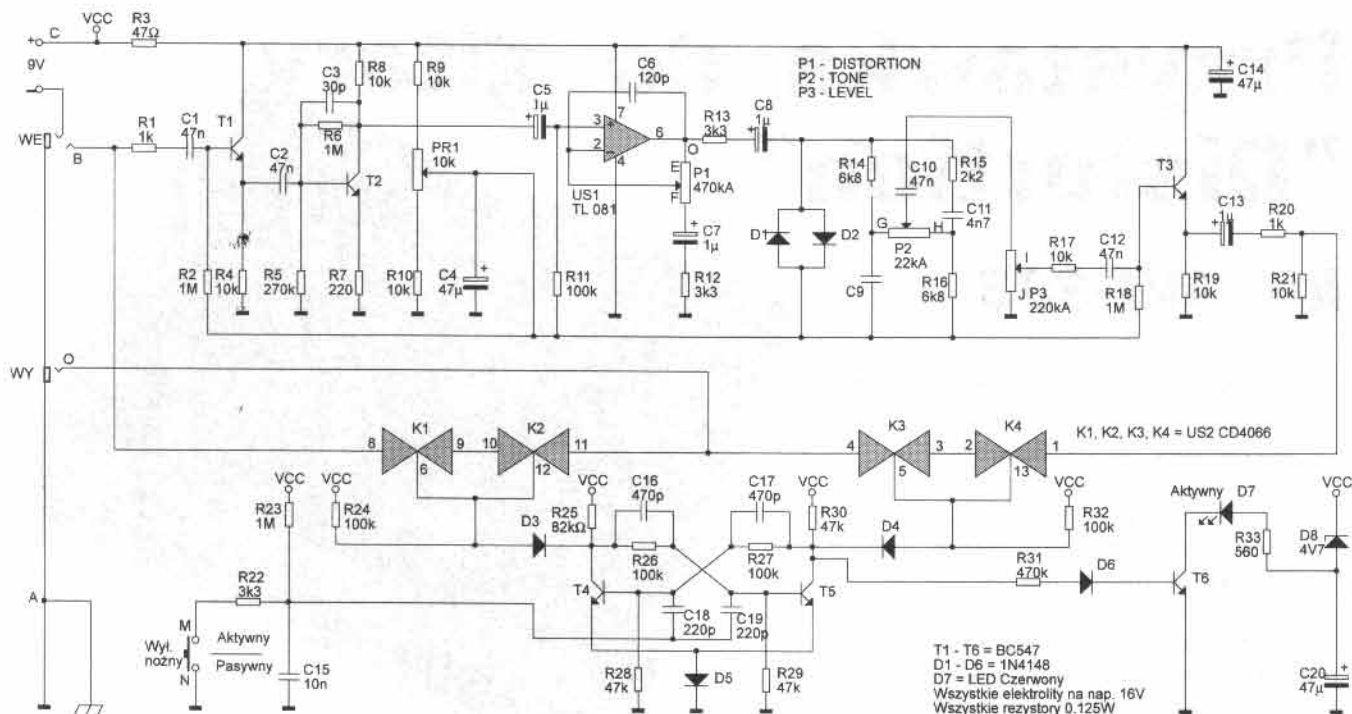 + C VCC R3 47Ω
9V
WE
B
R1 1k
C1 47n
T1
R2 1M
R4 10k
C2 47n
C3 30p
R6 1M
R8 10k
T2
R5 270k
R7 220
R9 10k
PR1 10k
R10 10k
C4 47µ
C5 1µ
R11 100k
C6 120p
3 + 7 6 2 - 4
US1
TL 081
O
E P1 470kA F
C7 1µ
R12 3k3
R13 3k3
C8 1µ
P1 - DISTORTION
P2 - TONE
P3 - LEVEL
D1 D2
R14 6k8
C10 47n
R15 2k2
C11 4n7
G H
P2 22kA
C9
R16 6k8
I
J P3 220kA
R17 10k
C12 47n
R18 1M
T3
C14 47µ
C13 1µ
R19 10k
R20 1k
R21 10k
WY O
8 K1 9 10 K2 11
6 12
4 K3 3 2 K4 1
5 13
K1, K2, K3, K4 = US2 CD4066
VCC R23 1M
VCC R24 100k
D3
VCC R25 82kΩ
C16 470p
R26 100k
C17 470p
R27 100k
VCC R30 47k
D4
VCC R32 100k
R31 470k
D6
Aktywny D7
R33 560
VCC
D8 4V7
T6
A
R22 3k3
M
Wył. nożny
N
Aktywny
Pasywny
C15 10n
T4
T5
C18 220p
C19 220p
R28 47k
D5
R29 47k
C20 47µ
T1 - T6 = BC547
D1 - D6 = 1N4148
D7 = LED Czerwony
Wszystkie elektrolity na nap. 16V
Wszystkie rezystory 0.125W